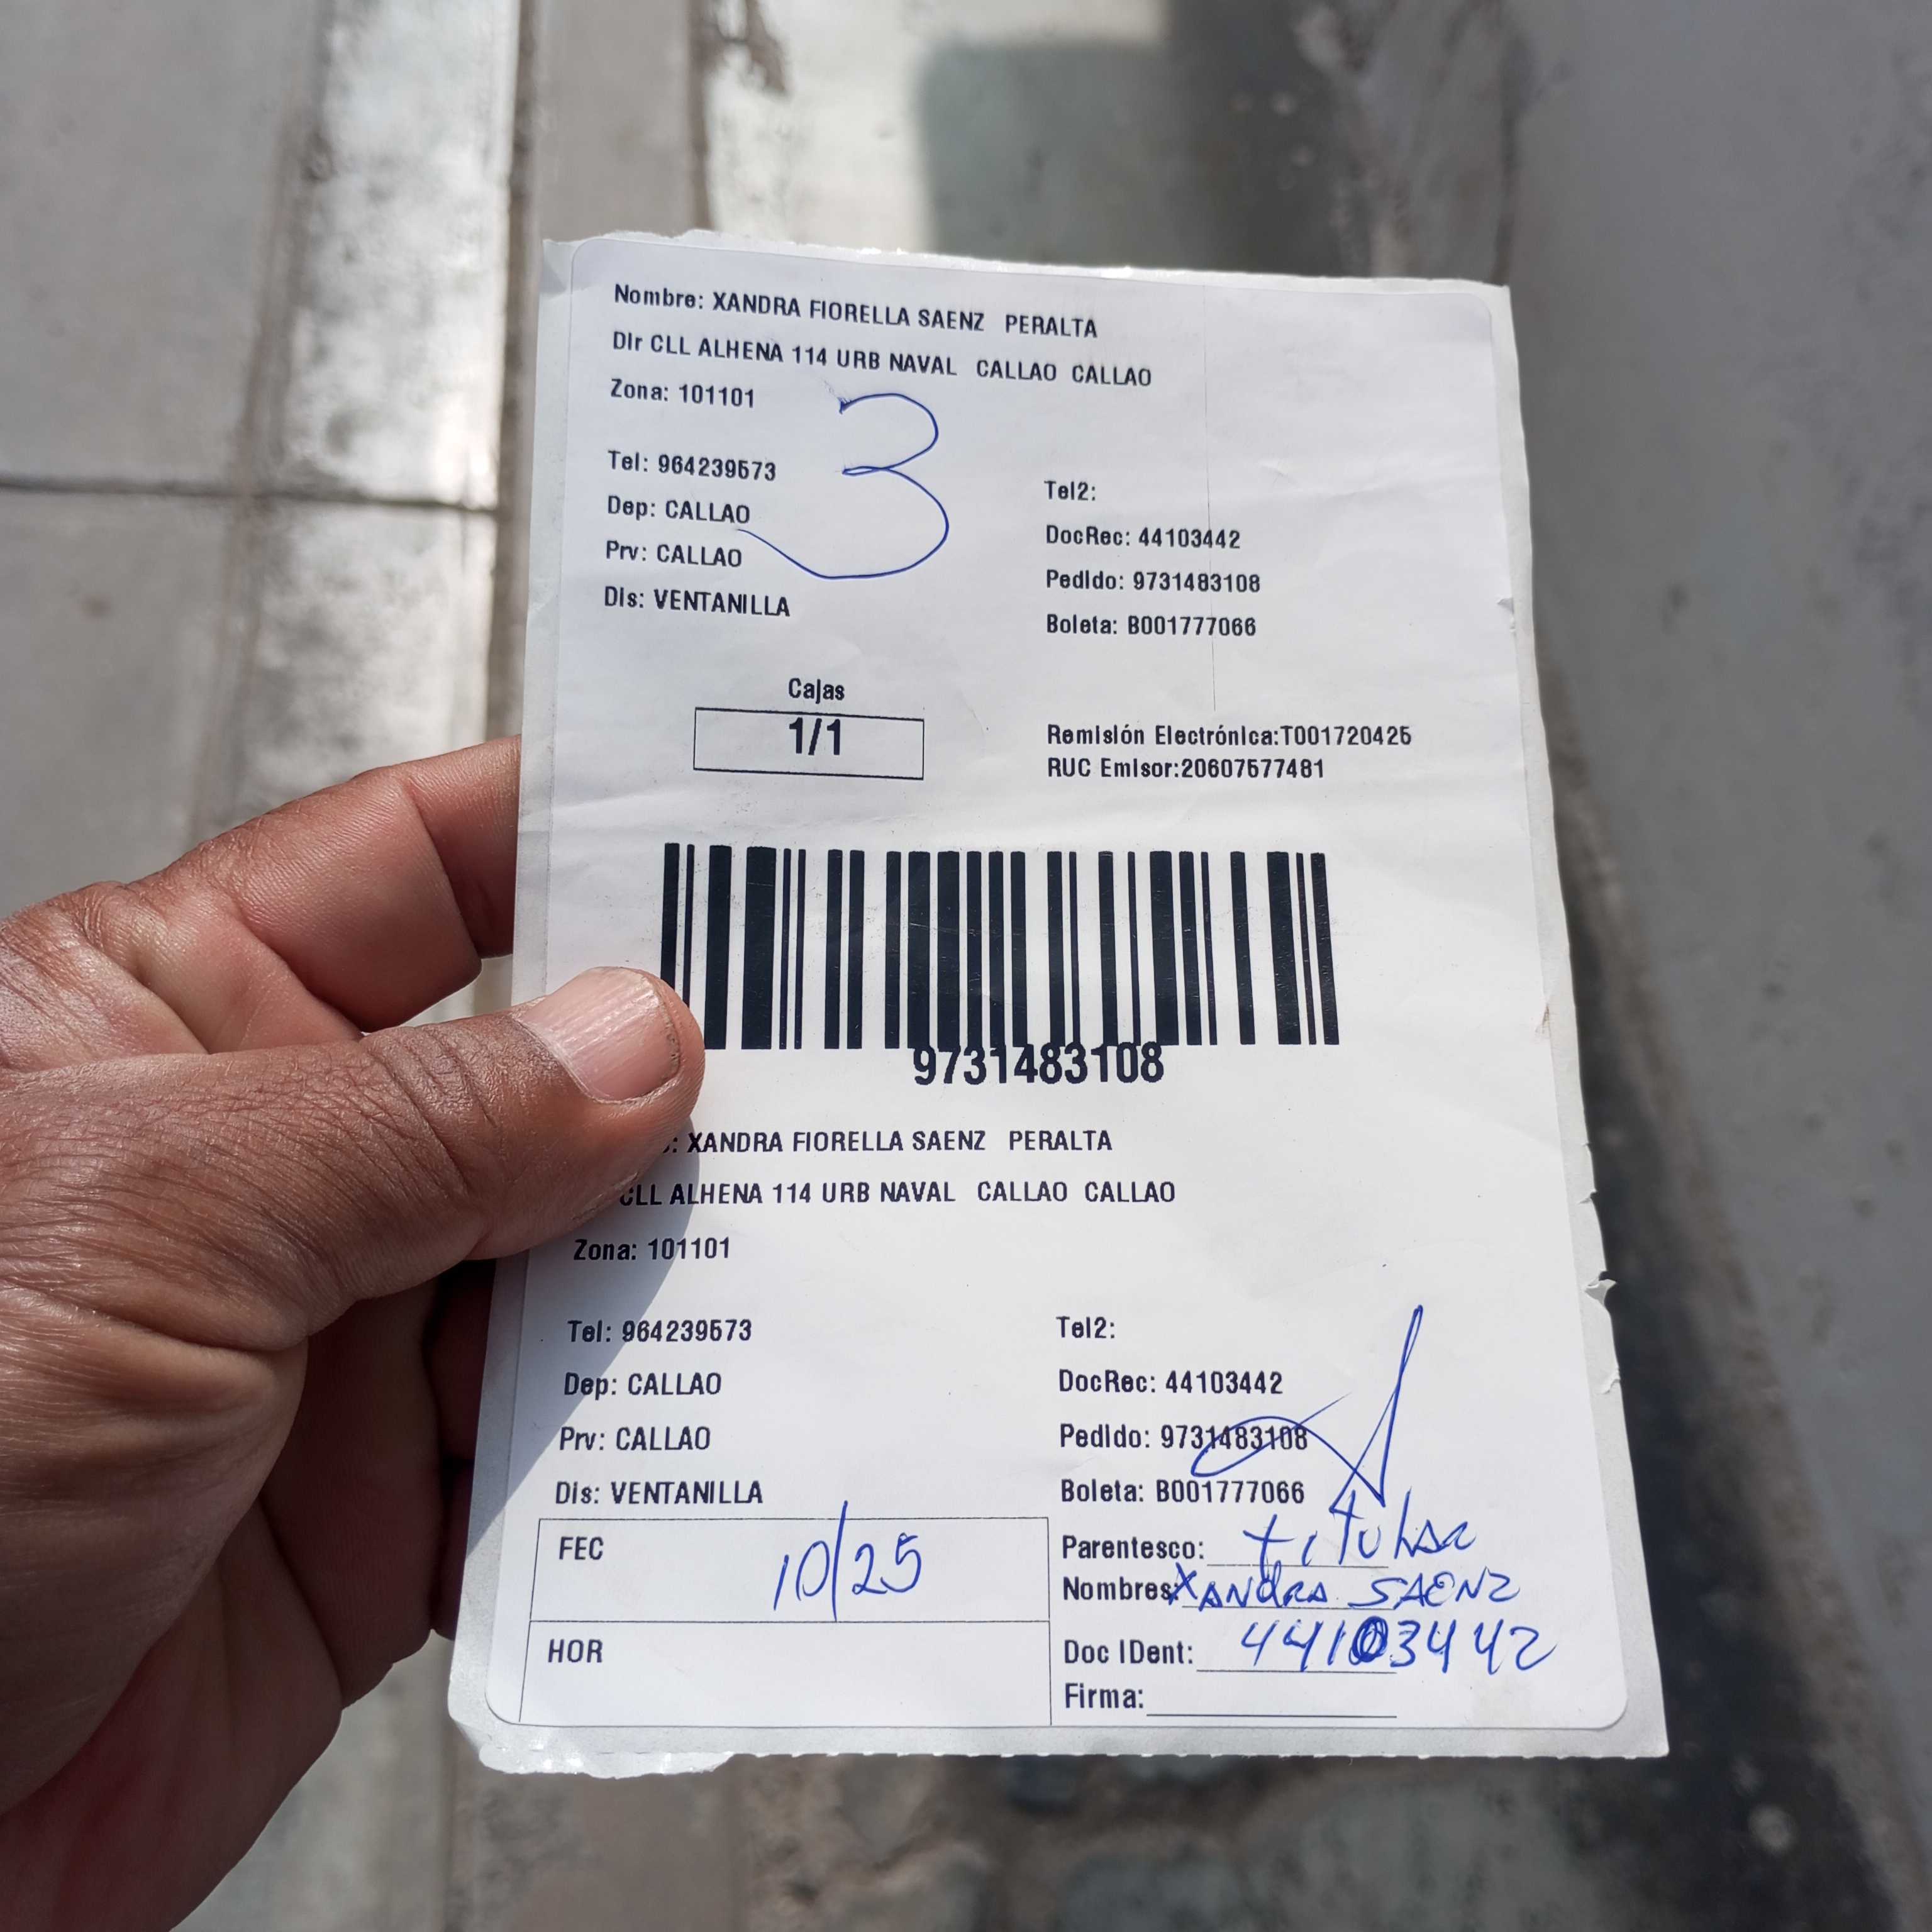 Nombre: XANDRA FIORELLA SAENZ PERALTA
Dir CLL ALHENA 114 URB NAVAL CALLAO CALLAO
Zona: 101101
3
Tel: 964239573
Tel2:
Dep: CALLAO
DocRec: 44103442
Prv: CALLAO
Pedido: 9731483108
Dis: VENTANILLA
Boleta: B001777066
Cajas
1/1
Remisión Electrónica:T001720425
RUC Emisor:20607577481
9731483108
: XANDRA FIORELLA SAENZ PERALTA
CLL ALHENA 114 URB NAVAL CALLAO CALLAO
Zona: 101101
Tel: 964239573
Tel2:
Dep: CALLAO
DocRec: 44103442
Prv: CALLAO
Pedido: 9731483108
Dis: VENTANILLA
Boleta: B001777066
FEC 10/25
Parentesco: titular
Nombres: XANdRA SAENZ
HOR
Doc IDent: 44103442
Firma: